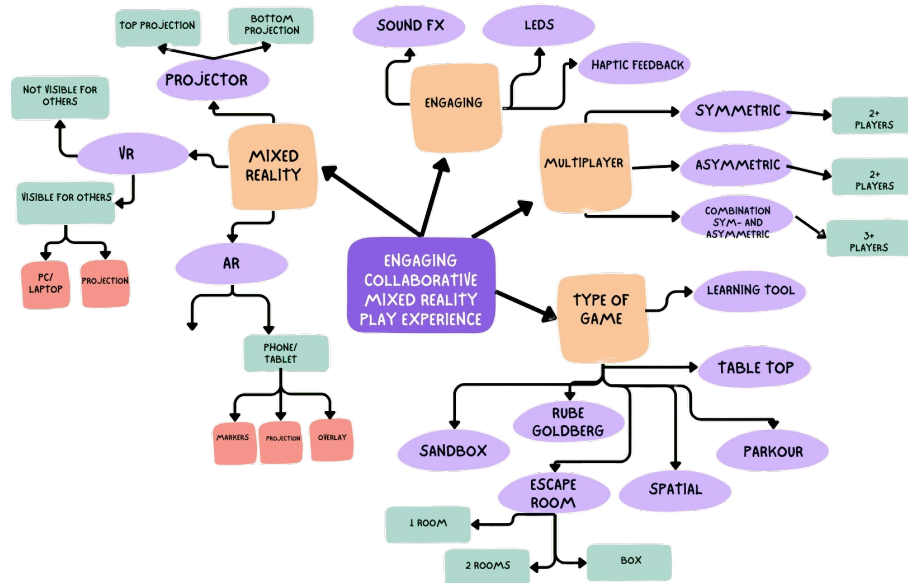 TOP PROJECTION
BOTTOM
PROJECTION
SOUND FX
LEDS
HAPTIC FEEDBACK
PROJECTOR
ENGAGING
NOT VISIBLE FOR
OTHERS
SYMMETRIC
2+
PLAYERS
VR
MIXED
REALITY
MULTIPLAYER
ASYMMETRIC
2+
PLAYERS
VISIBLE FOR OTHERS
COMBINATION
SYM- AND
ASYMMETRIC
3+
PLAYERS
PC/
LAPTOP
PROJECTION
AR
ENGAGING
COLLABORATIVE
MIXED REALITY
PLAY EXPERIENCE
TYPE OF
GAME
LEARNING TOOL
PHONE/
TABLET
TABLE TOP
MARKERS
PROJECTION
OVERLAY
SANDBOX
RUBE
GOLDBERG
PARKOUR
ESCAPE
ROOM
SPATIAL
1 ROOM
2 ROOMS
BOX